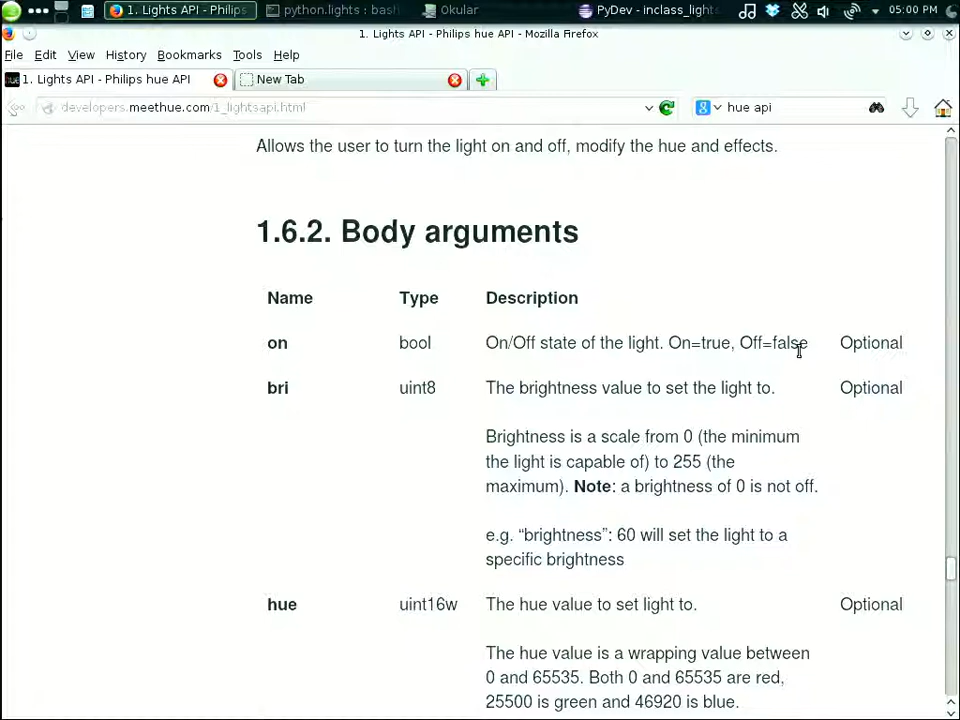 1. Lights API - Philips
python.lights : bash
Okular
PyDev - inclass_lights
05:00 PM
1. Lights API - Philips hue API - Mozilla Firefox
File Edit View History Bookmarks Tools Help
1. Lights API - Philips hue API
New Tab
developers.meethue.com/1_lightsapi.html
hue api
Allows the user to turn the light on and off, modify the hue and effects.
1.6.2. Body arguments
Name Type Description
on bool On/Off state of the light. On=true, Off=false Optional
bri uint8 The brightness value to set the light to. Optional
Brightness is a scale from 0 (the minimum
the light is capable of) to 255 (the
maximum). Note: a brightness of 0 is not off.
e.g. “brightness”: 60 will set the light to a
specific brightness
hue uint16w The hue value to set light to. Optional
The hue value is a wrapping value between
0 and 65535. Both 0 and 65535 are red,
25500 is green and 46920 is blue.